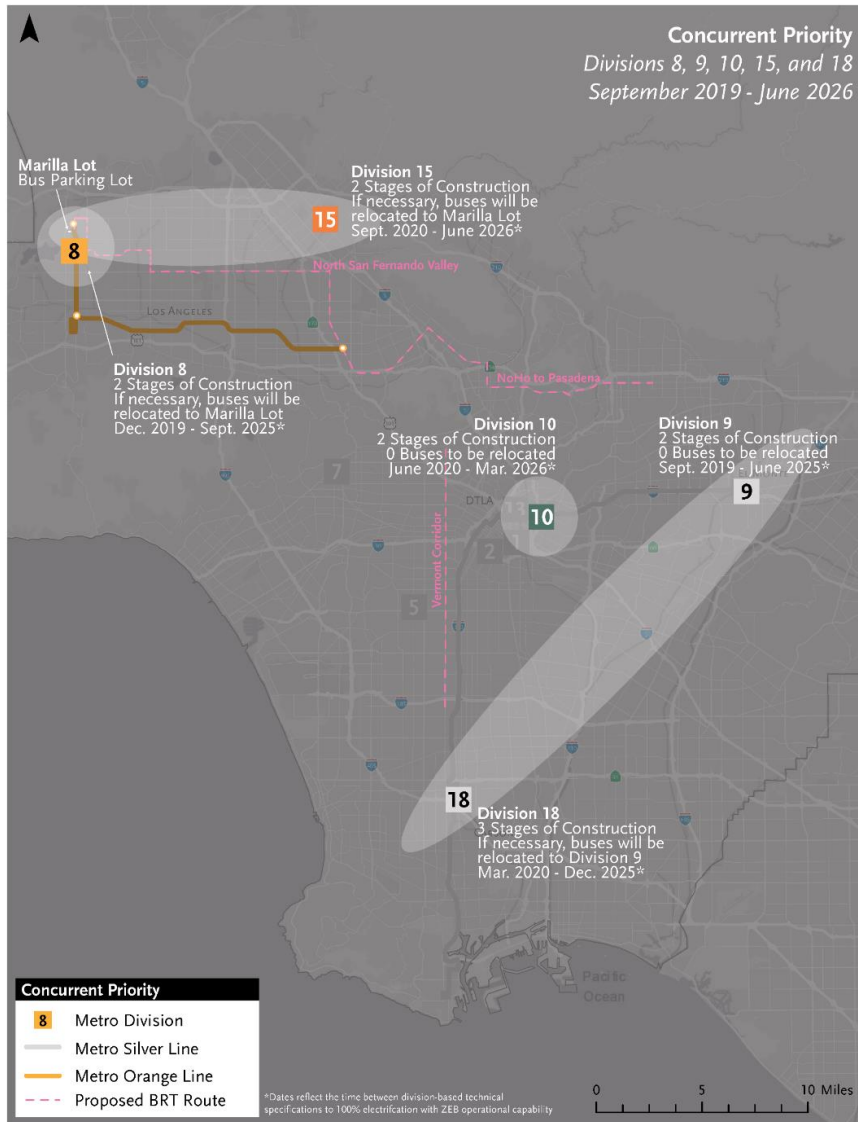 Concurrent Priority
Divisions 8, 9, 10, 15, and 18
September 2019 - June 2026
Marilla Lot
Bus Parking Lot
Division 15
2 Stages of Construction
If necessary, buses will be
relocated to Marilla Lot
Sept. 2020 - June 2026*
15
8
North San Fernando Valley
Los Angeles
Division 8
2 Stages of Construction
If necessary, buses will be
relocated to Marilla Lot
Dec. 2019 - Sept. 2025*
NoHo to Pasadena
Division 10
2 Stages of Construction
0 Buses to be relocated
June 2020 - Mar. 2026*
Division 9
2 Stages of Construction
0 Buses to be relocated
Sept. 2019 - June 2025*
7
9
DTLA
10
2
Vermont Corridor
5
18
Division 18
3 Stages of Construction
If necessary, buses will be
relocated to Division 9
Mar. 2020 - Dec. 2025*
Pacific
Ocean
Concurrent Priority
8 Metro Division
Metro Silver Line
Metro Orange Line
Proposed BRT Route
*Dates reflect the time between division-based technical
specifications to 100% electrifcation with ZEB operational capability
0 5 10 Miles